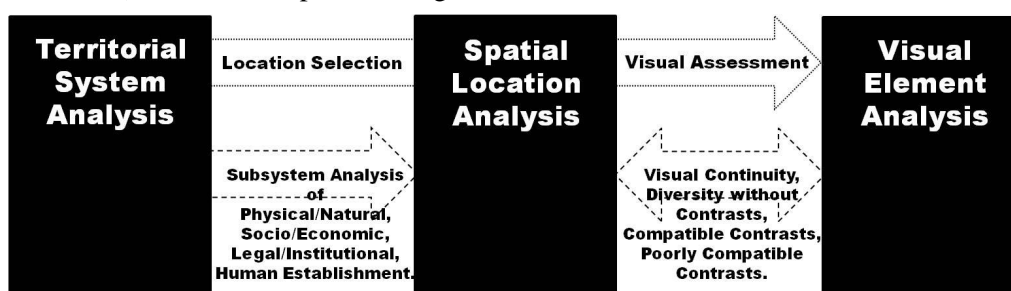 Territorial
System
Analysis
Location Selection
Subsystem Analysis
of
Physical/Natural,
Socio/Economic,
Legal/Institutional,
Human Establishment.
Spatial
Location
Analysis
Visual Assessment
Visual Continuity,
Diversity without
Contrasts,
Compatible Contrasts,
Poorly Compatible
Contrasts.
Visual
Element
Analysis